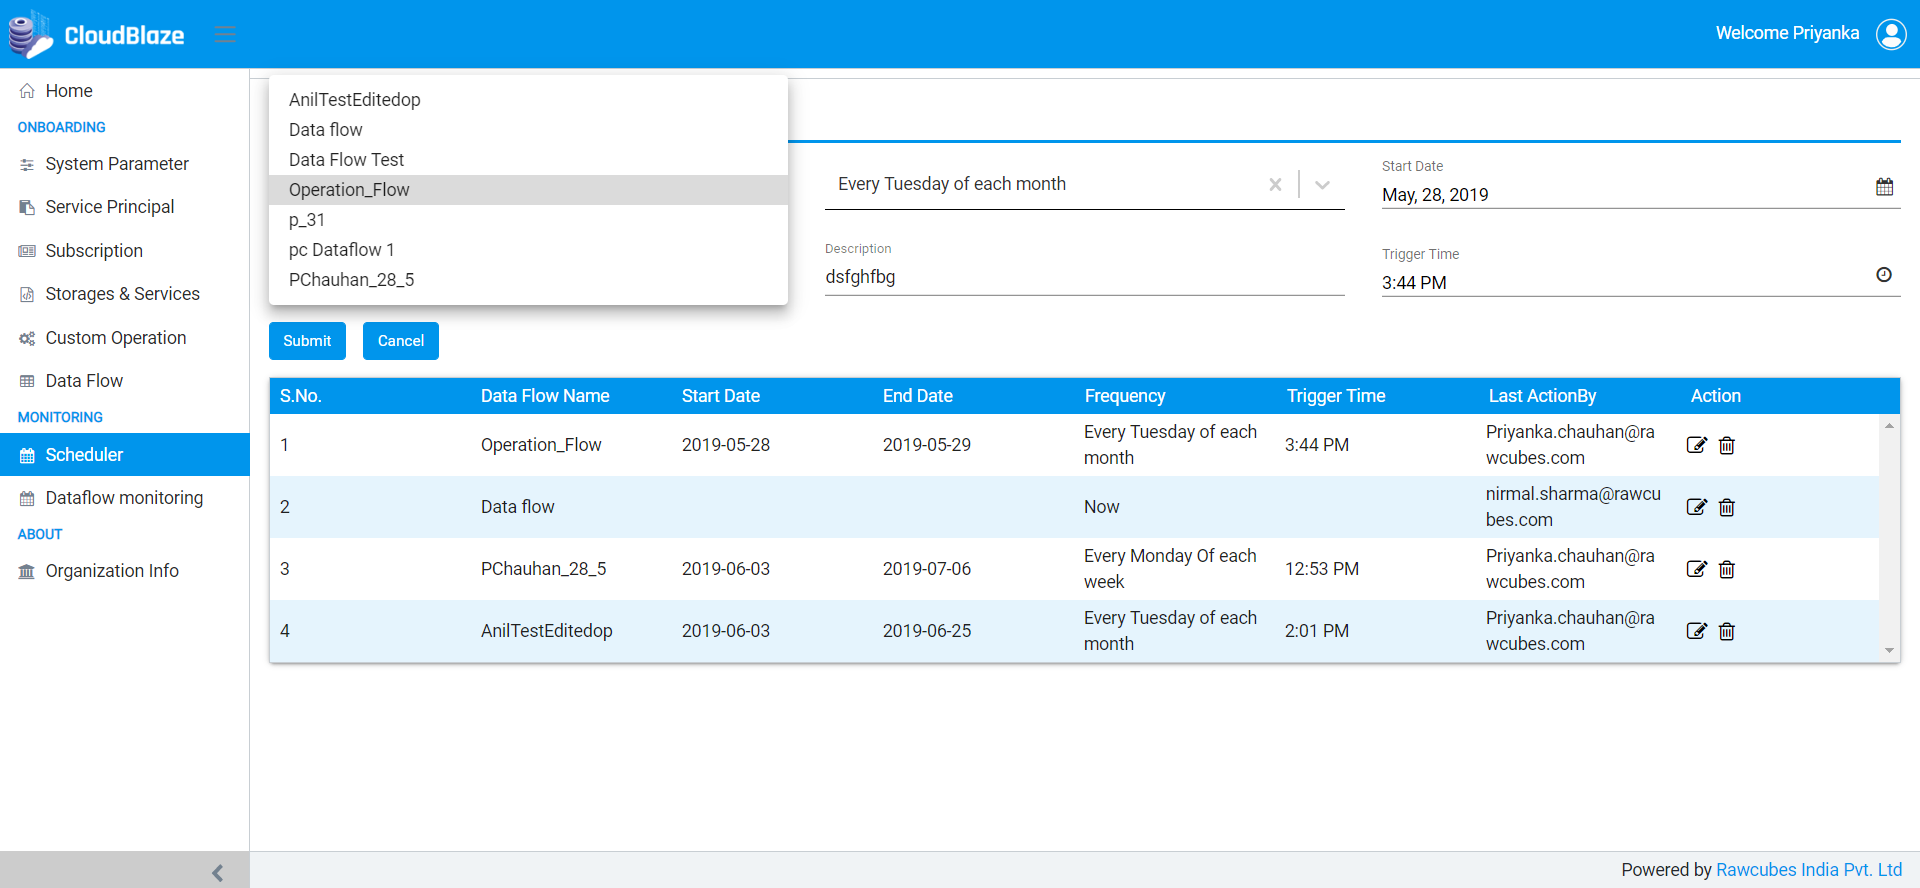 CloudBlaze
Welcome Priyanka
Home
ONBOARDING
System Parameter
Service Principal
Subscription
Storages & Services
Custom Operation
Data Flow
MONITORING
Scheduler
Dataflow monitoring
ABOUT
Organization Info
AnilTestEditedop
Data flow
Data Flow Test
Operation_Flow
p_31
pc Dataflow 1
PChauhan_28_5
Every Tuesday of each month
Start Date
May, 28, 2019
Description
dsfghfbg
Trigger Time
3:44 PM
Submit
Cancel
S.No. Data Flow Name Start Date End Date Frequency Trigger Time Last ActionBy Action
1 Operation_Flow 2019-05-28 2019-05-29 Every Tuesday of each month 3:44 PM Priyanka.chauhan@rawcubes.com
2 Data flow Now nirmal.sharma@rawcubes.com
3 PChauhan_28_5 2019-06-03 2019-07-06 Every Monday Of each week 12:53 PM Priyanka.chauhan@rawcubes.com
4 AnilTestEditedop 2019-06-03 2019-06-25 Every Tuesday of each month 2:01 PM Priyanka.chauhan@rawcubes.com
Powered by Rawcubes India Pvt. Ltd